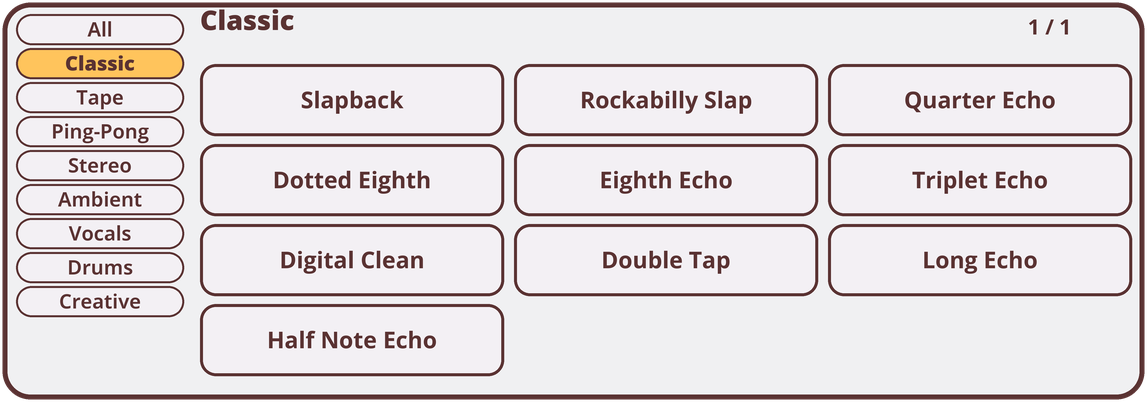 All
Classic
Tape
Ping-Pong
Stereo
Ambient
Vocals
Drums
Creative
Classic
1 / 1
Slapback
Rockabilly Slap
Quarter Echo
Dotted Eighth
Eighth Echo
Triplet Echo
Digital Clean
Double Tap
Long Echo
Half Note Echo